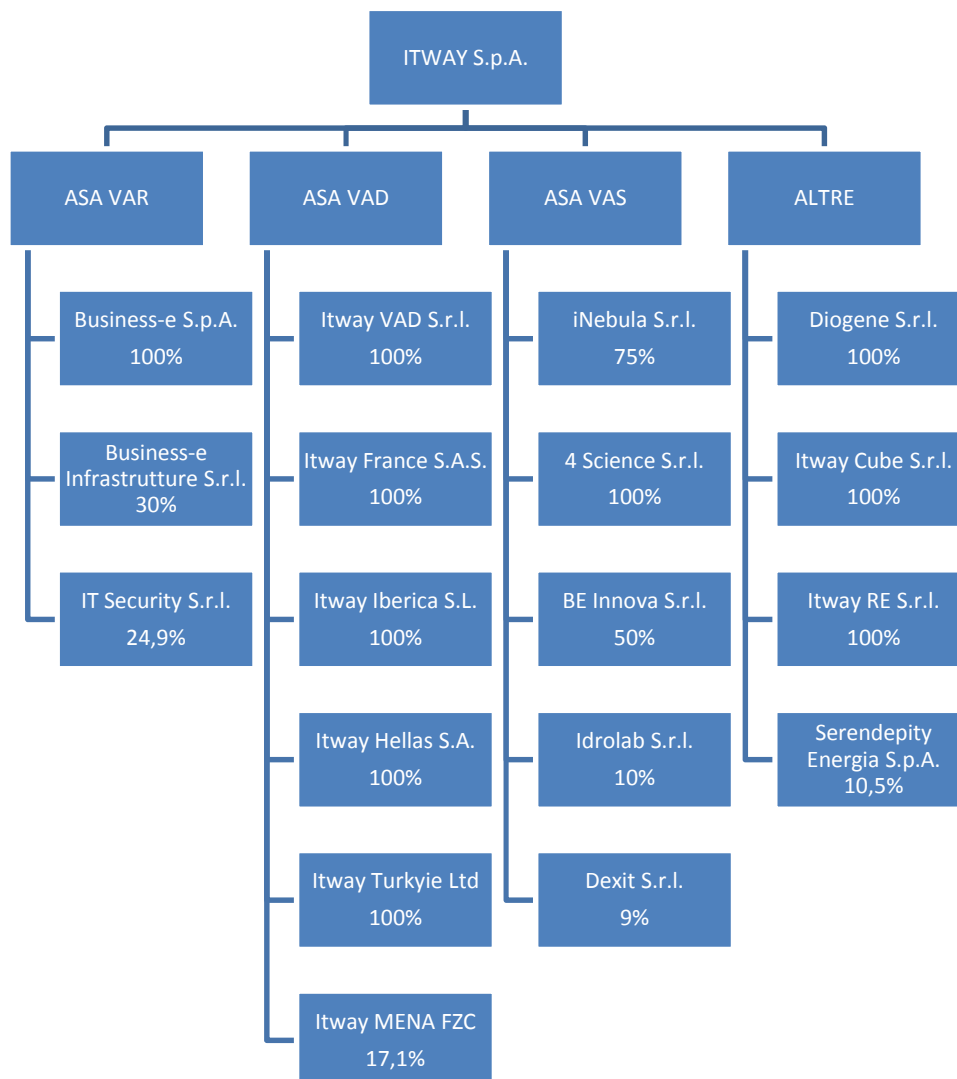 ITWAY S.p.A.
ASA VAR
ASA VAD
ASA VAS
ALTRE
Business-e S.p.A.
100%
Business-e
Infrastrutture S.r.l.
30%
IT Security S.r.l.
24,9%
Itway VAD S.r.l.
100%
Itway France S.A.S.
100%
Itway Iberica S.L.
100%
Itway Hellas S.A.
100%
Itway Turkyie Ltd
100%
Itway MENA FZC
17,1%
iNebula S.r.l.
75%
4 Science S.r.l.
100%
BE Innova S.r.l.
50%
Idrolab S.r.l.
10%
Dexit S.r.l.
9%
Diogene S.r.l.
100%
Itway Cube S.r.l.
100%
Itway RE S.r.l.
100%
Serendepity
Energia S.p.A.
10,5%